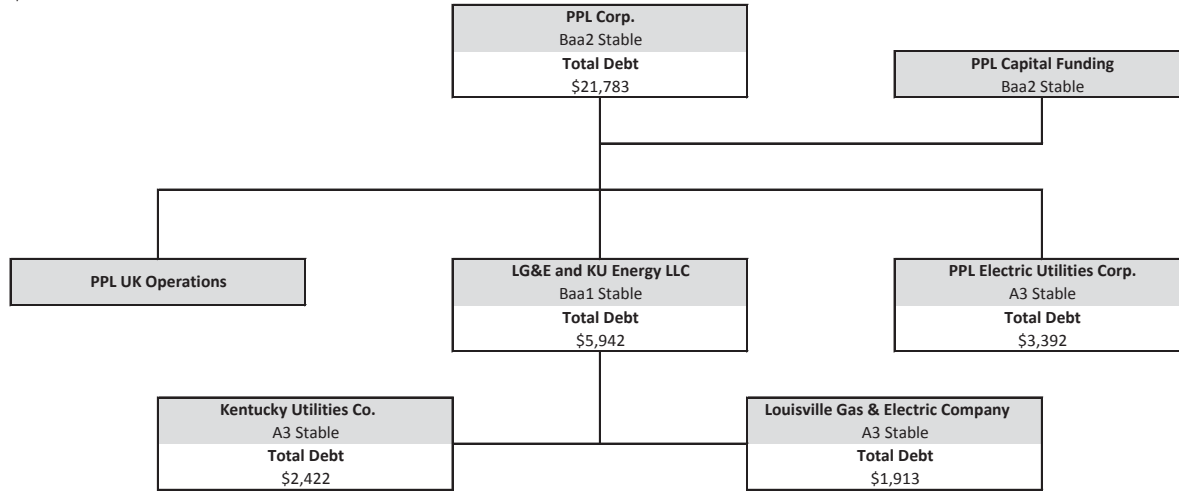 PPL Corp.
Baa2 Stable
Total Debt
$21,783
PPL Capital Funding
Baa2 Stable
PPL UK Operations
LG&E and KU Energy LLC
Baa1 Stable
Total Debt
$5,942
PPL Electric Utilities Corp.
A3 Stable
Total Debt
$3,392
Kentucky Utilities Co.
A3 Stable
Total Debt
$2,422
Louisville Gas & Electric Company
A3 Stable
Total Debt
$1,913